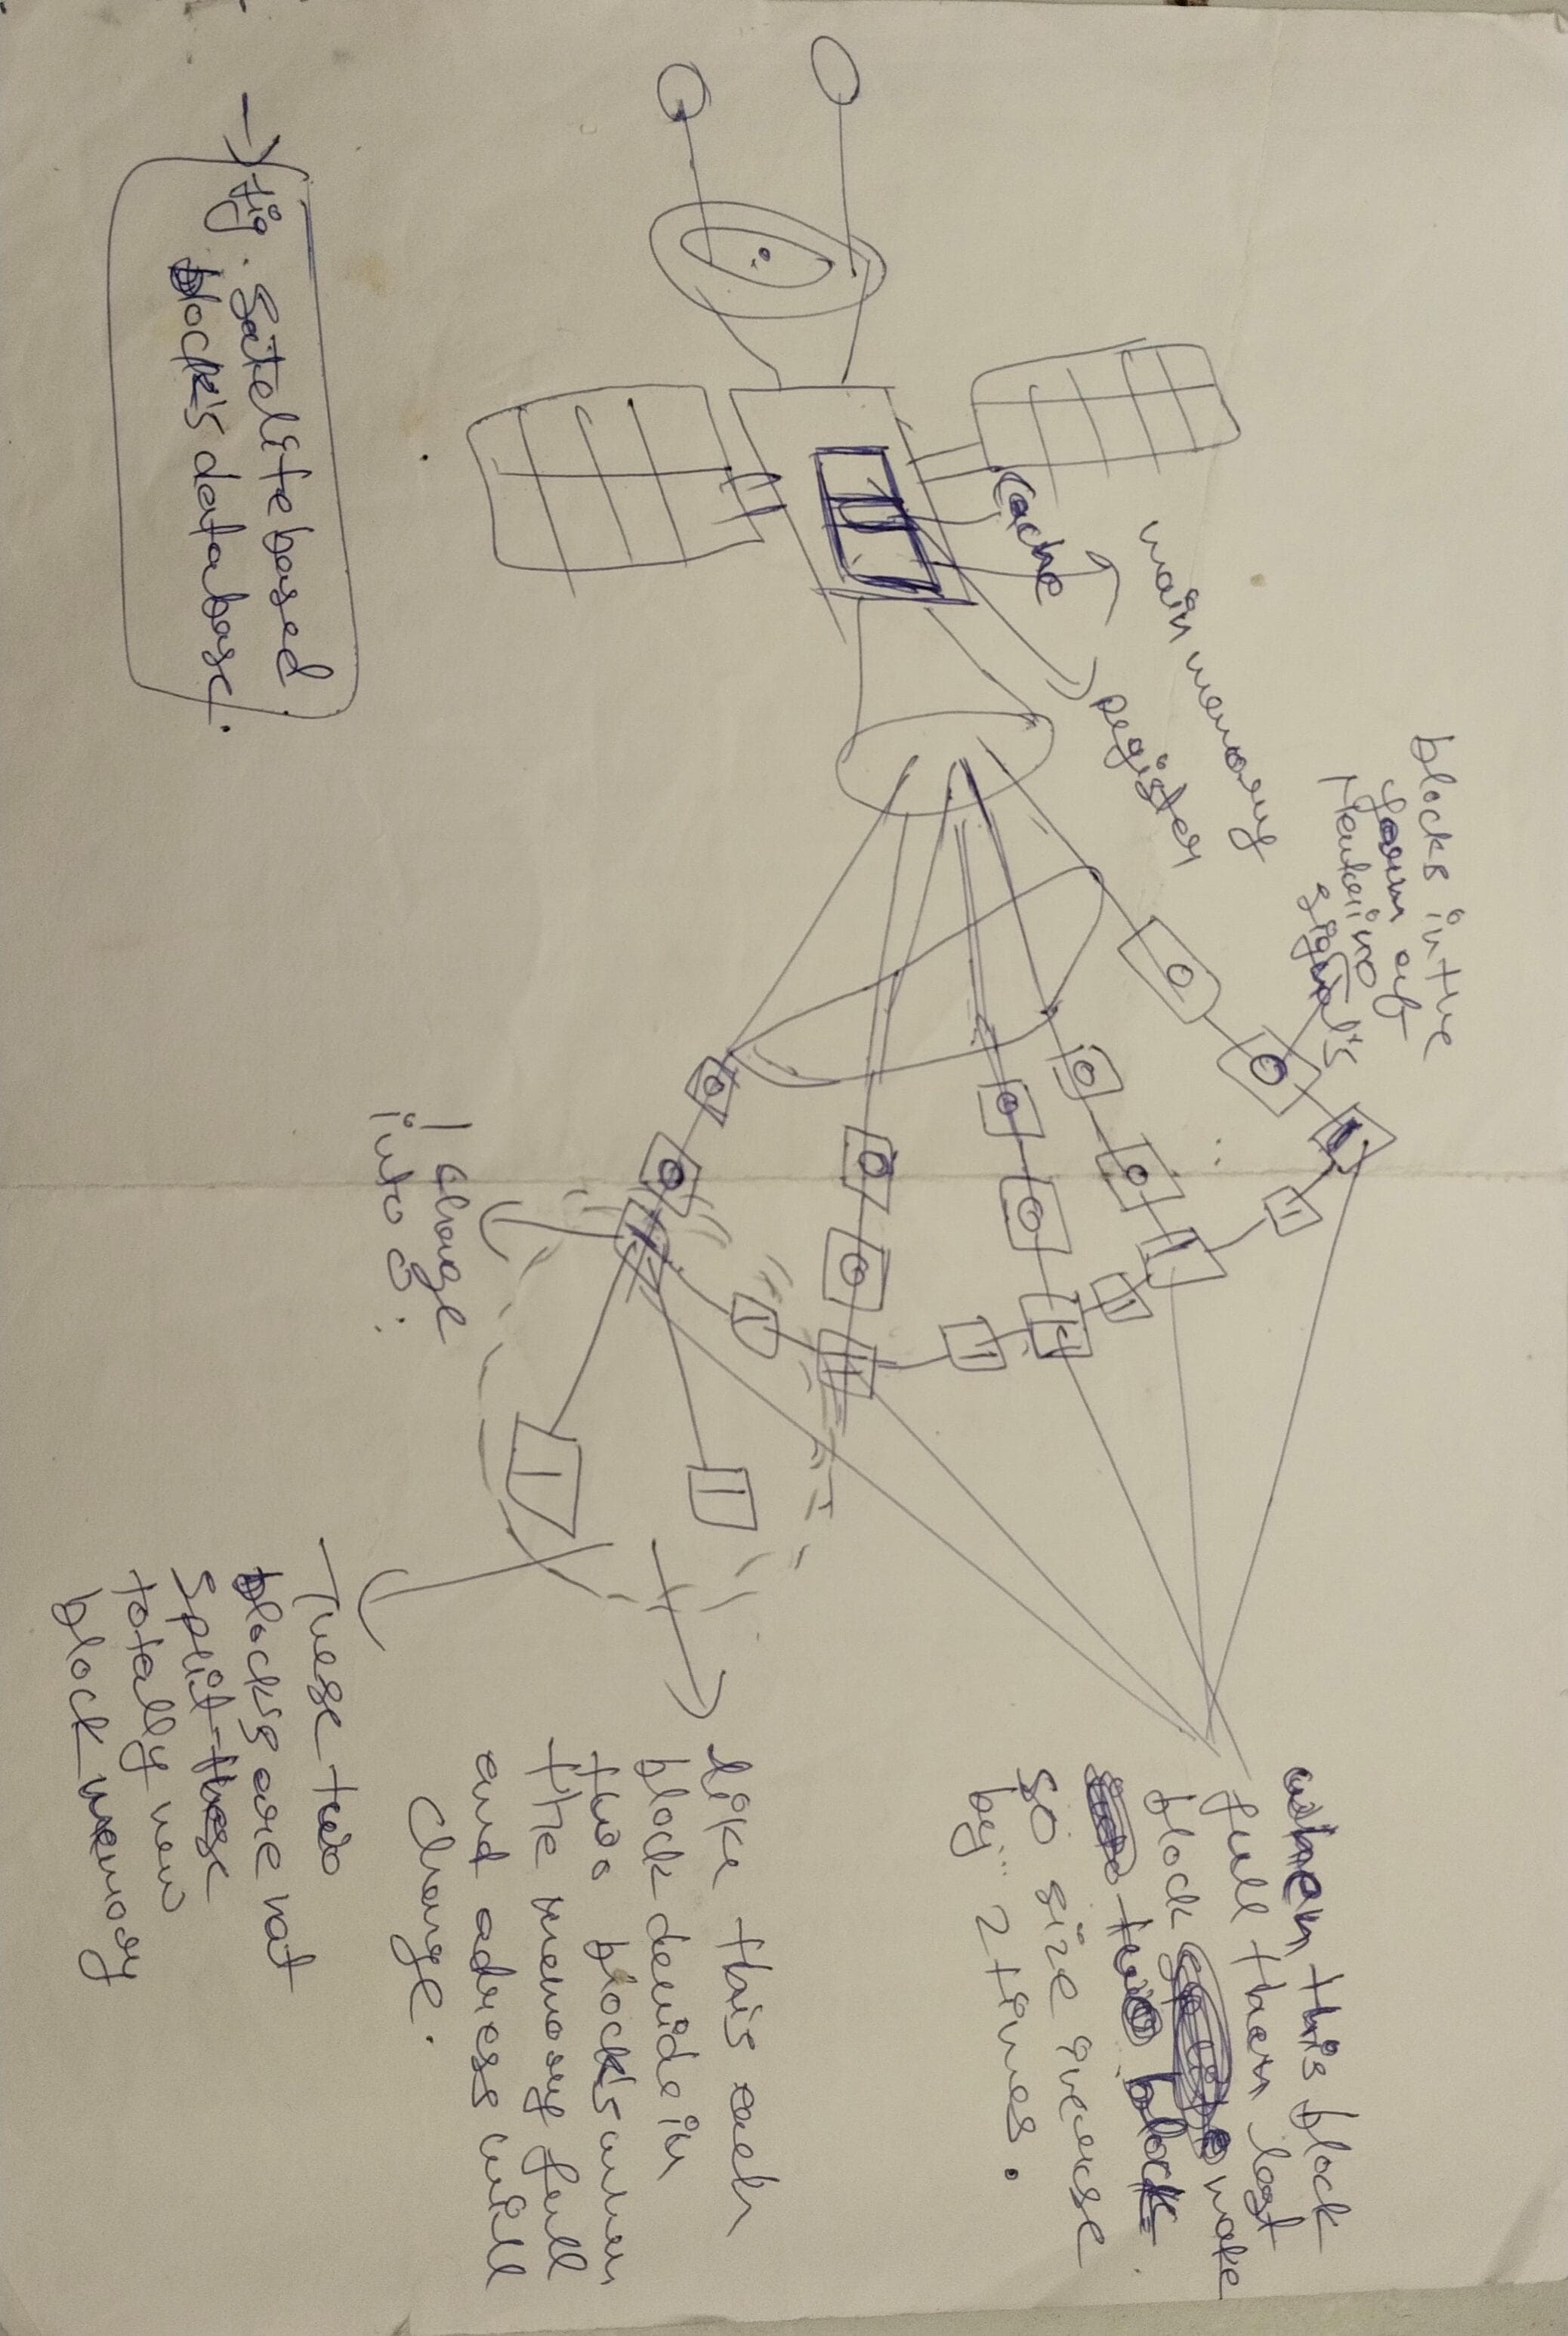 blocks in the
form of
Neutrino
signal's
main memory
Register
Cache
when this block
full then last
block make
two block
so size inverse
by 2 times.
like this each
block devide in
two block's when
the memory full
and adress will
change.
1 change
into 0.
These two
block's are not
split these
totally new
block memory
fig. Satelite based
block's database.
0
0
0
0
0
0
0
0
0
0
1
1
1
1
1
1
1
1
1
1
1